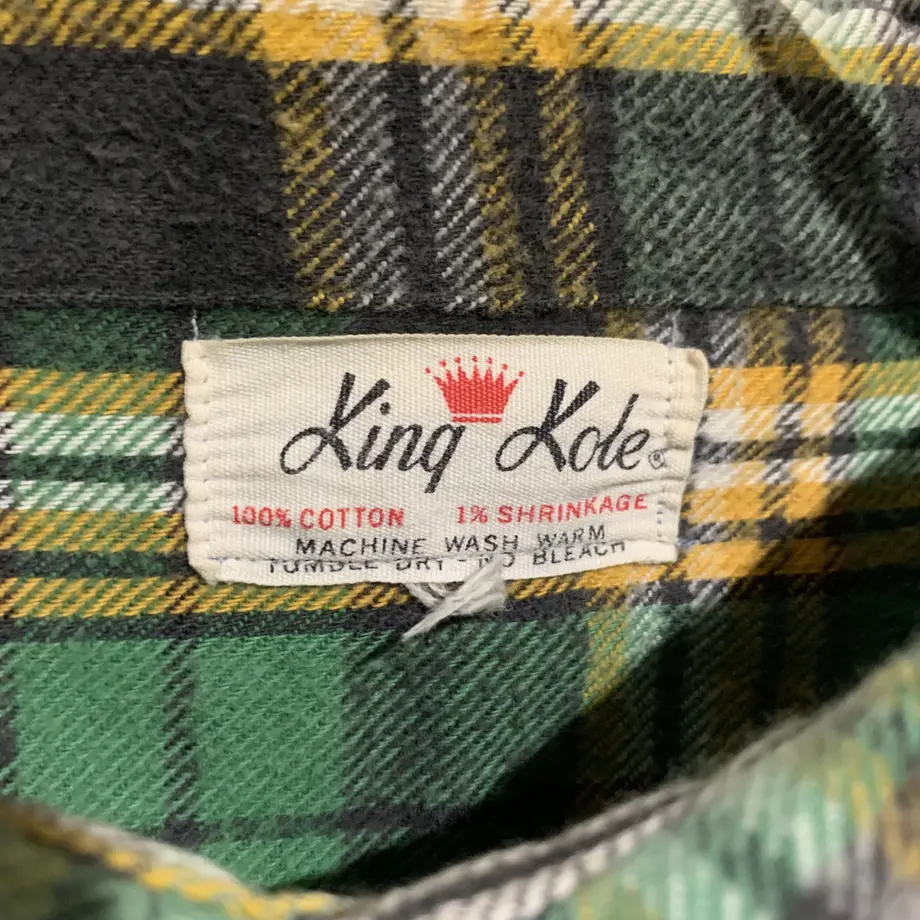 King Kole®
100% COTTON 1% SHRINKAGE
MACHINE WASH WARM
TUMBLE DRY - NO BLEACH